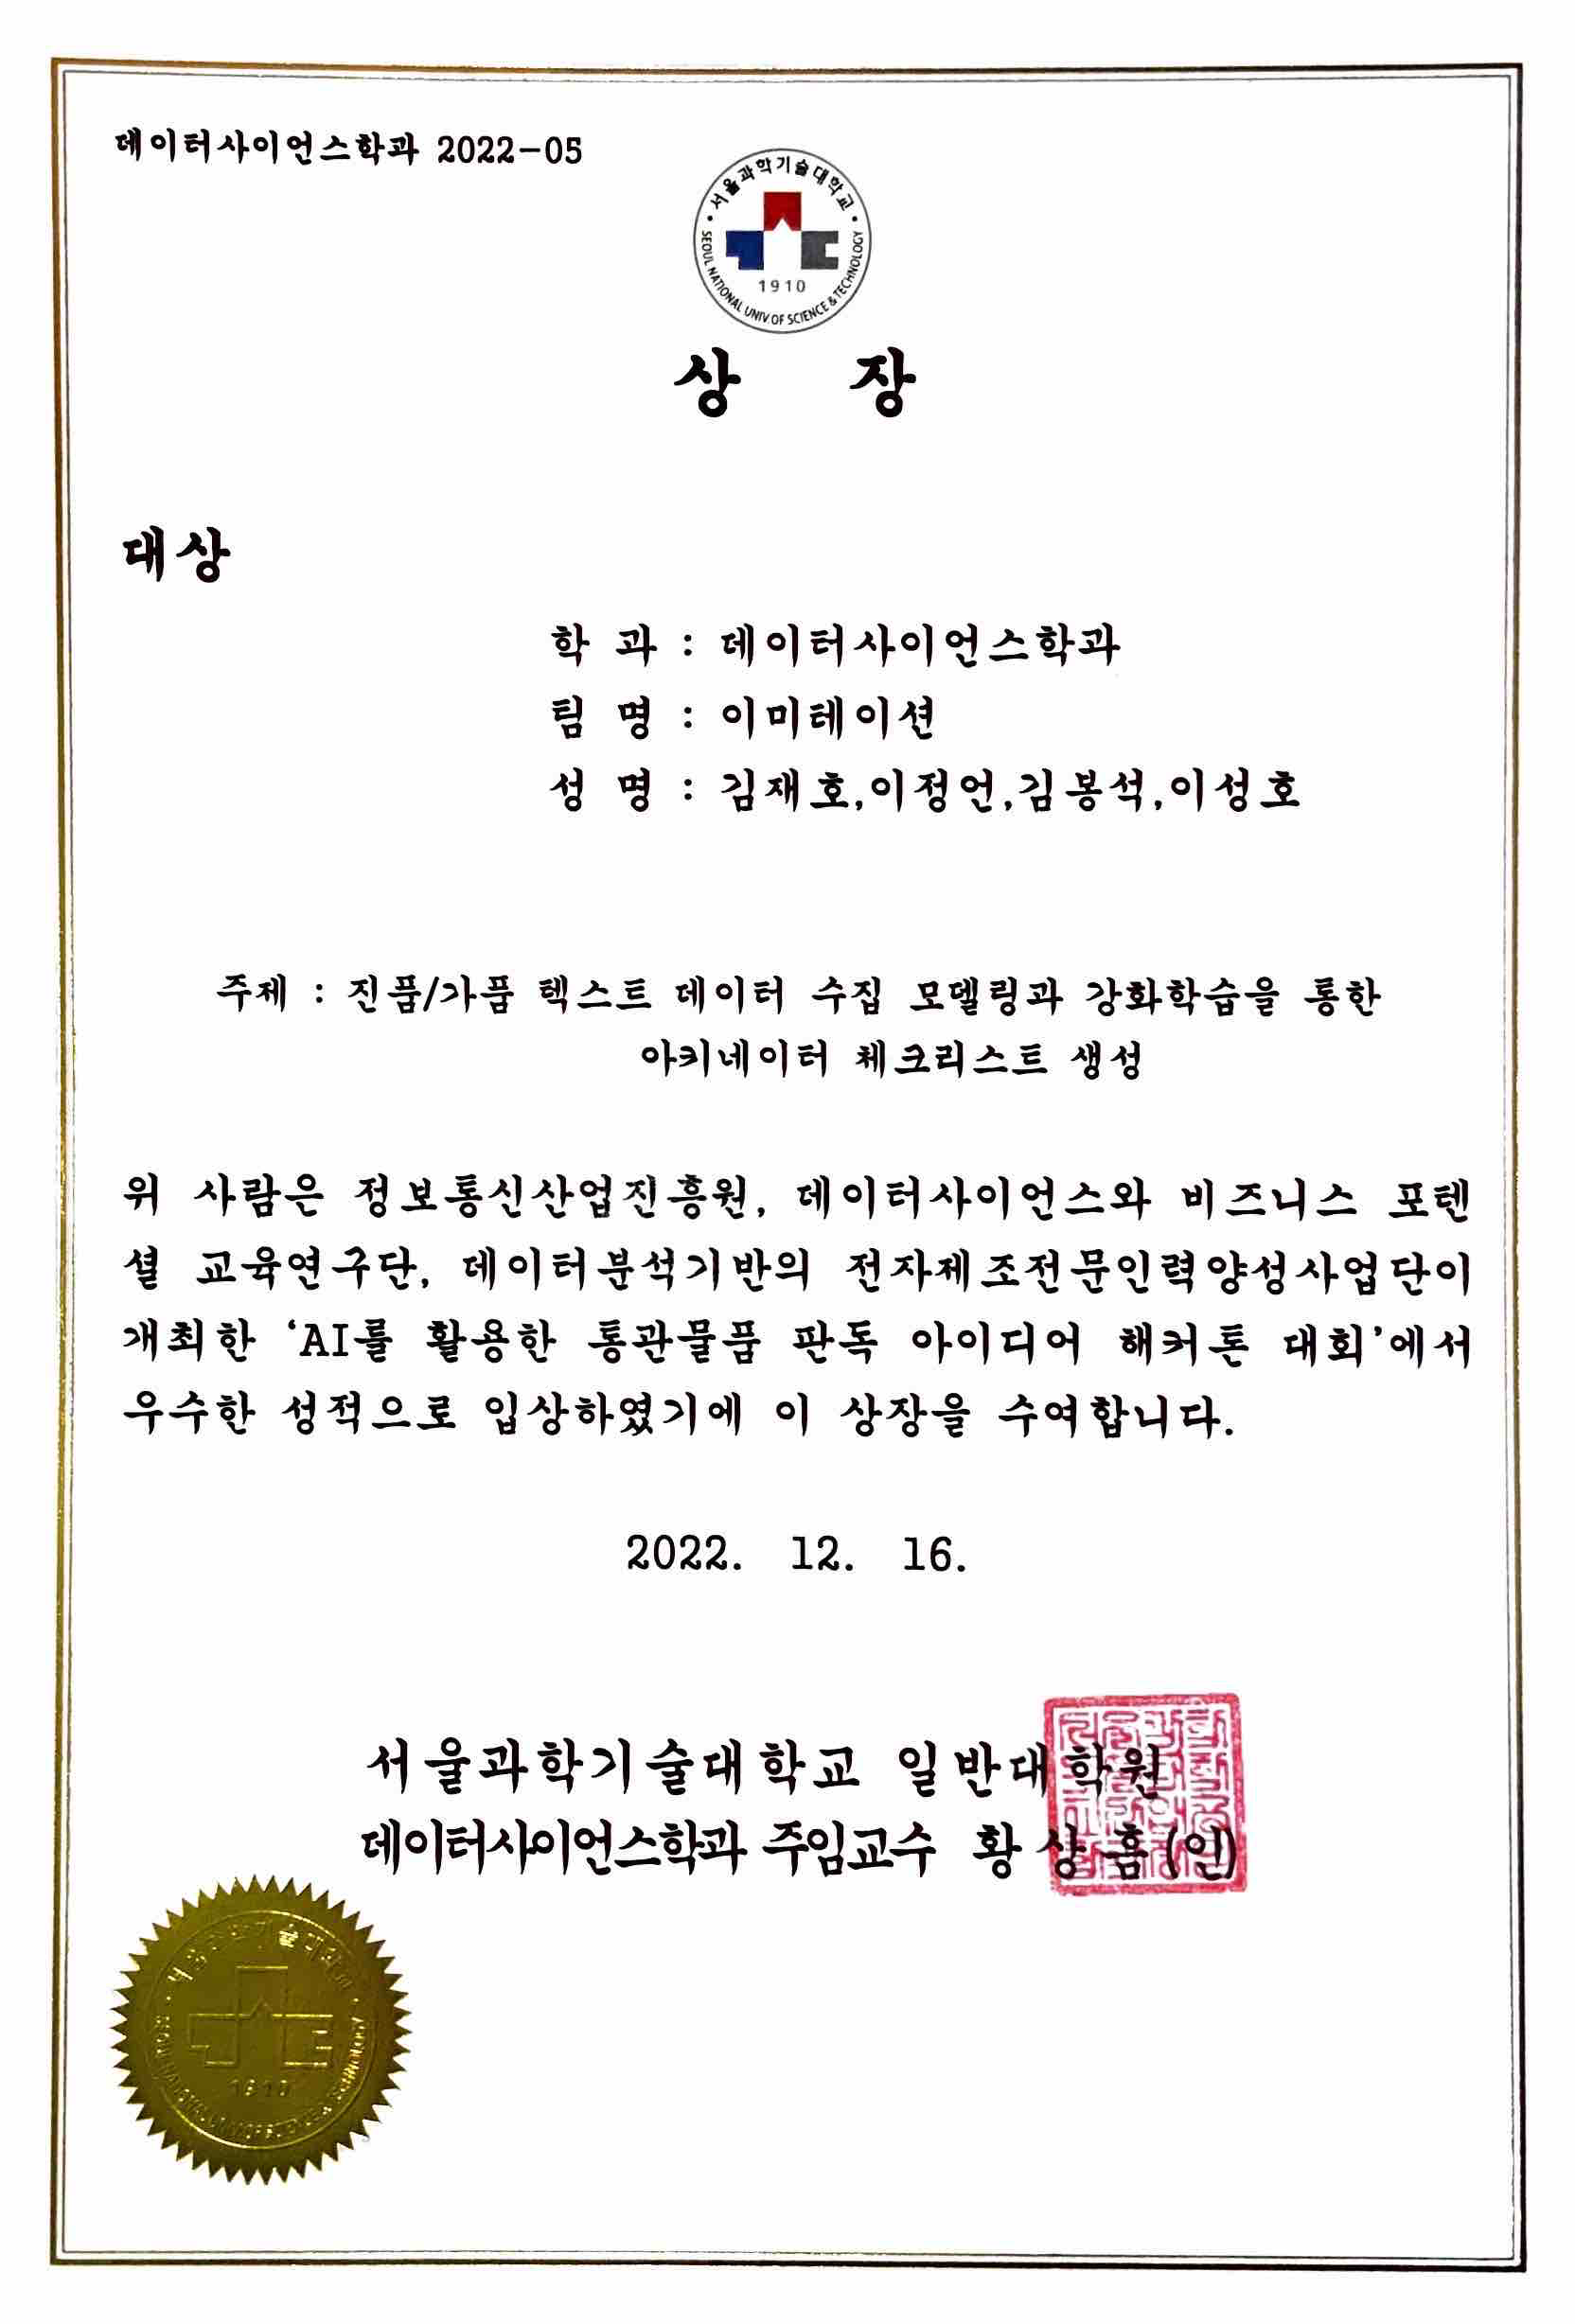 데이터사이언스학과 2022-05
서울과학기술대학교
SEOUL NATIONAL UNIV OF SCIENCE & TECHNOLOGY
1910
상 장
대상
학 과 : 데이터사이언스학과
팀 명 : 이미테이션
성 명 : 김재호,이정언,김봉석,이성호
주제 : 진품/가품 텍스트 데이터 수집 모델링과 강화학습을 통한
아키네이터 체크리스트 생성
위 사람은 정보통신산업진흥원, 데이터사이언스와 비즈니스 포텐
셜 교육연구단, 데이터분석기반의 전자제조전문인력양성사업단이
개최한 ‘AI를 활용한 통관물품 판독 아이디어 해커톤 대회’에서
우수한 성적으로 입상하였기에 이 상장을 수여합니다.
2022. 12. 16.
서울과학기술대학교 일반대학원
데이터사이언스학과 주임교수 황상흠(인)
1910